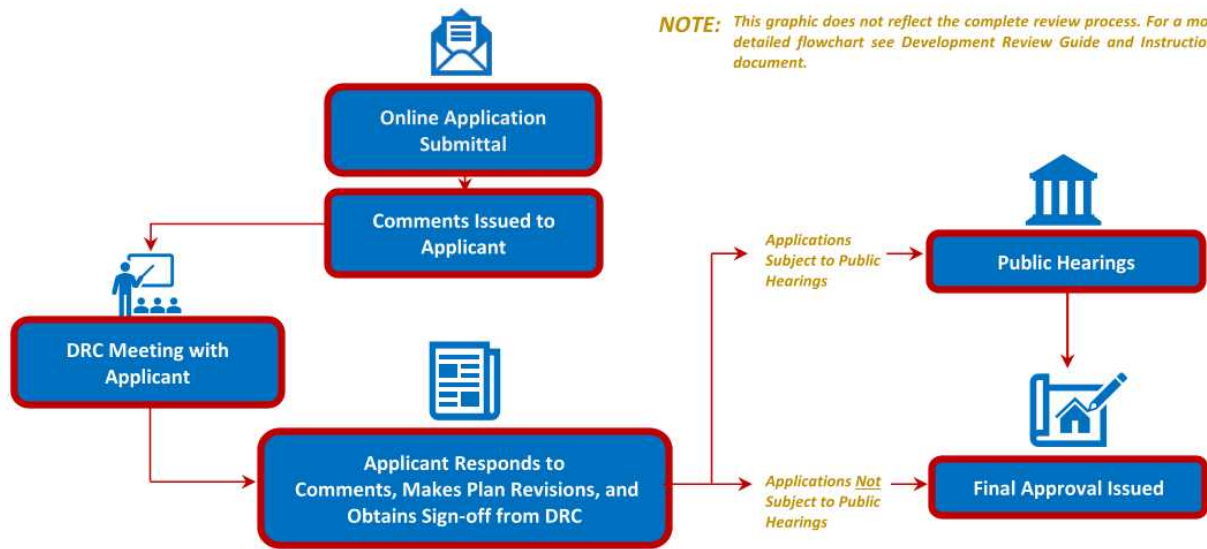 NOTE: This graphic does not reflect the complete review process. For a
detailed flowchart see Development Review Guide and
document.
Online Application
Submittal
Comments Issued to
Applicant
DRC Meeting with
Applicant
Applicant Responds to
Comments, Makes Plan Revisions, and
Obtains Sign-off from DRC
Applications
Subject to Public
Hearings
Public Hearings
Applications Not
Subject to Public
Hearings
Final Approval Issued